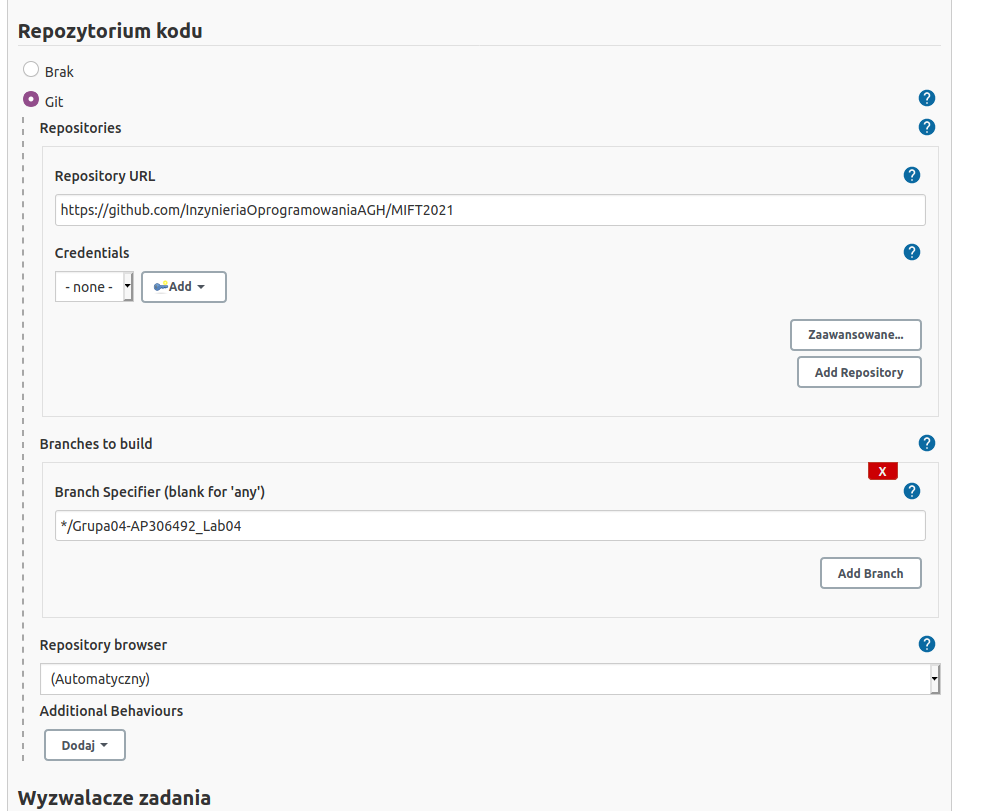 Repozytorium kodu
Brak
Git
?
Repositories
?
Repository URL
?
https://github.com/InzynieriaOprogramowaniaAGH/MIFT2021
Credentials
?
- none -
Add
Zaawansowane...
Add Repository
Branches to build
?
X
Branch Specifier (blank for 'any')
?
*/Grupa04-AP306492_Lab04
Add Branch
Repository browser
?
(Automatyczny)
Additional Behaviours
Dodaj
Wyzwalacze zadania